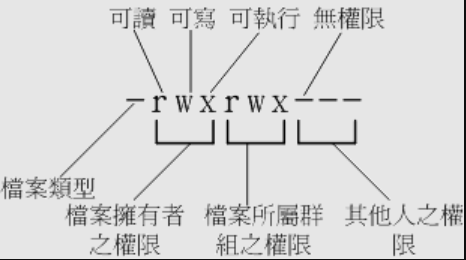 可讀 可寫 可執行 無權限
-rwxrwx---
檔案類型
檔案擁有者之權限
檔案所屬群組之權限
其他人之權限